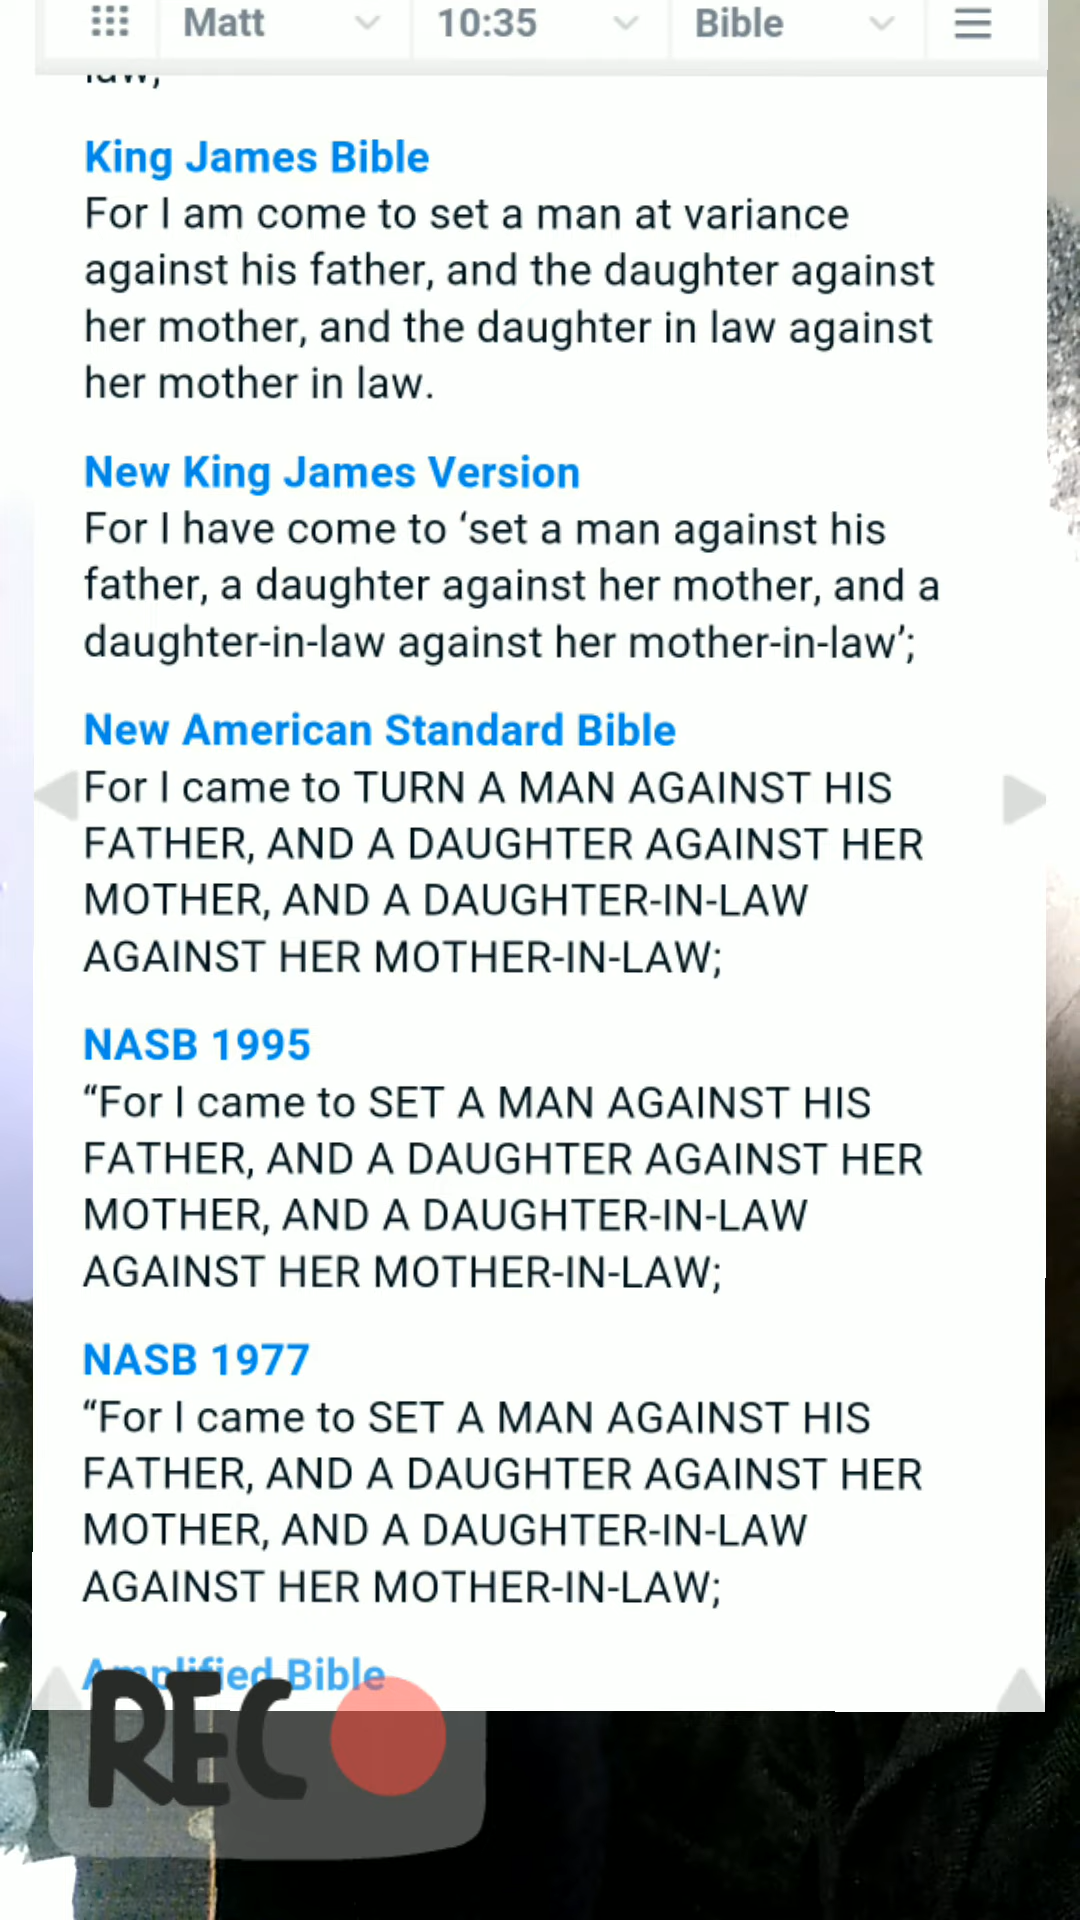 Matt 10:35 Bible
law;
King James Bible
For I am come to set a man at variance
against his father, and the daughter against
her mother, and the daughter in law against
her mother in law.
New King James Version
For I have come to ‘set a man against his
father, a daughter against her mother, and a
daughter-in-law against her mother-in-law’;
New American Standard Bible
For I came to TURN A MAN AGAINST HIS
FATHER, AND A DAUGHTER AGAINST HER
MOTHER, AND A DAUGHTER-IN-LAW
AGAINST HER MOTHER-IN-LAW;
NASB 1995
“For I came to SET A MAN AGAINST HIS
FATHER, AND A DAUGHTER AGAINST HER
MOTHER, AND A DAUGHTER-IN-LAW
AGAINST HER MOTHER-IN-LAW;
NASB 1977
“For I came to SET A MAN AGAINST HIS
FATHER, AND A DAUGHTER AGAINST HER
MOTHER, AND A DAUGHTER-IN-LAW
AGAINST HER MOTHER-IN-LAW;
Amplified Bible
REC